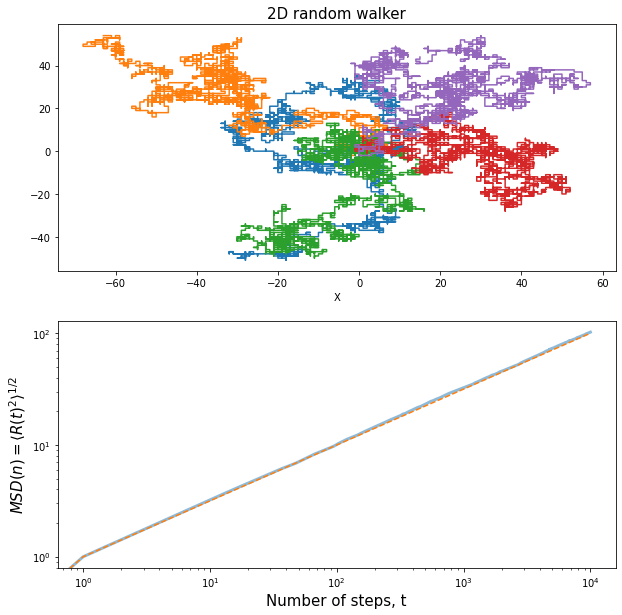 2D random walker
40
20
0
−20
−40
−60 −40 −20 0 20 40 60
X
MSD(n) = ⟨R(t)²⟩^{1/2}
10²
10¹
10⁰
10⁰ 10¹ 10² 10³ 10⁴
Number of steps, t